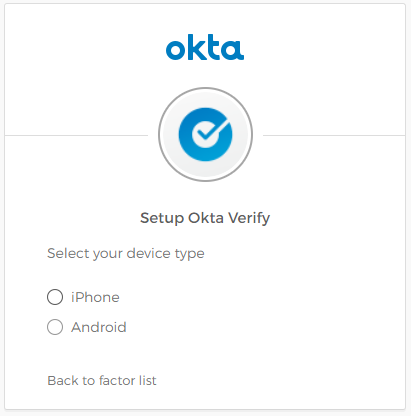 okta
Setup Okta Verify
Select your device type
iPhone
Android
Back to factor list